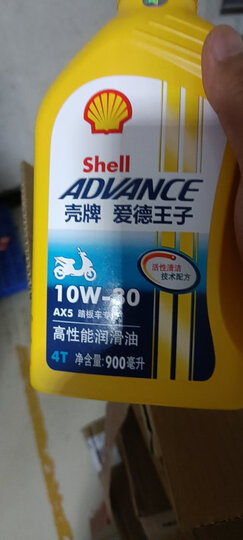 Shell
ADVANCE
壳牌 爱德王子
活性清洁
技术配方
10W-30
AX5 踏板车专用
高性能润滑油
4T 净含量:900毫升